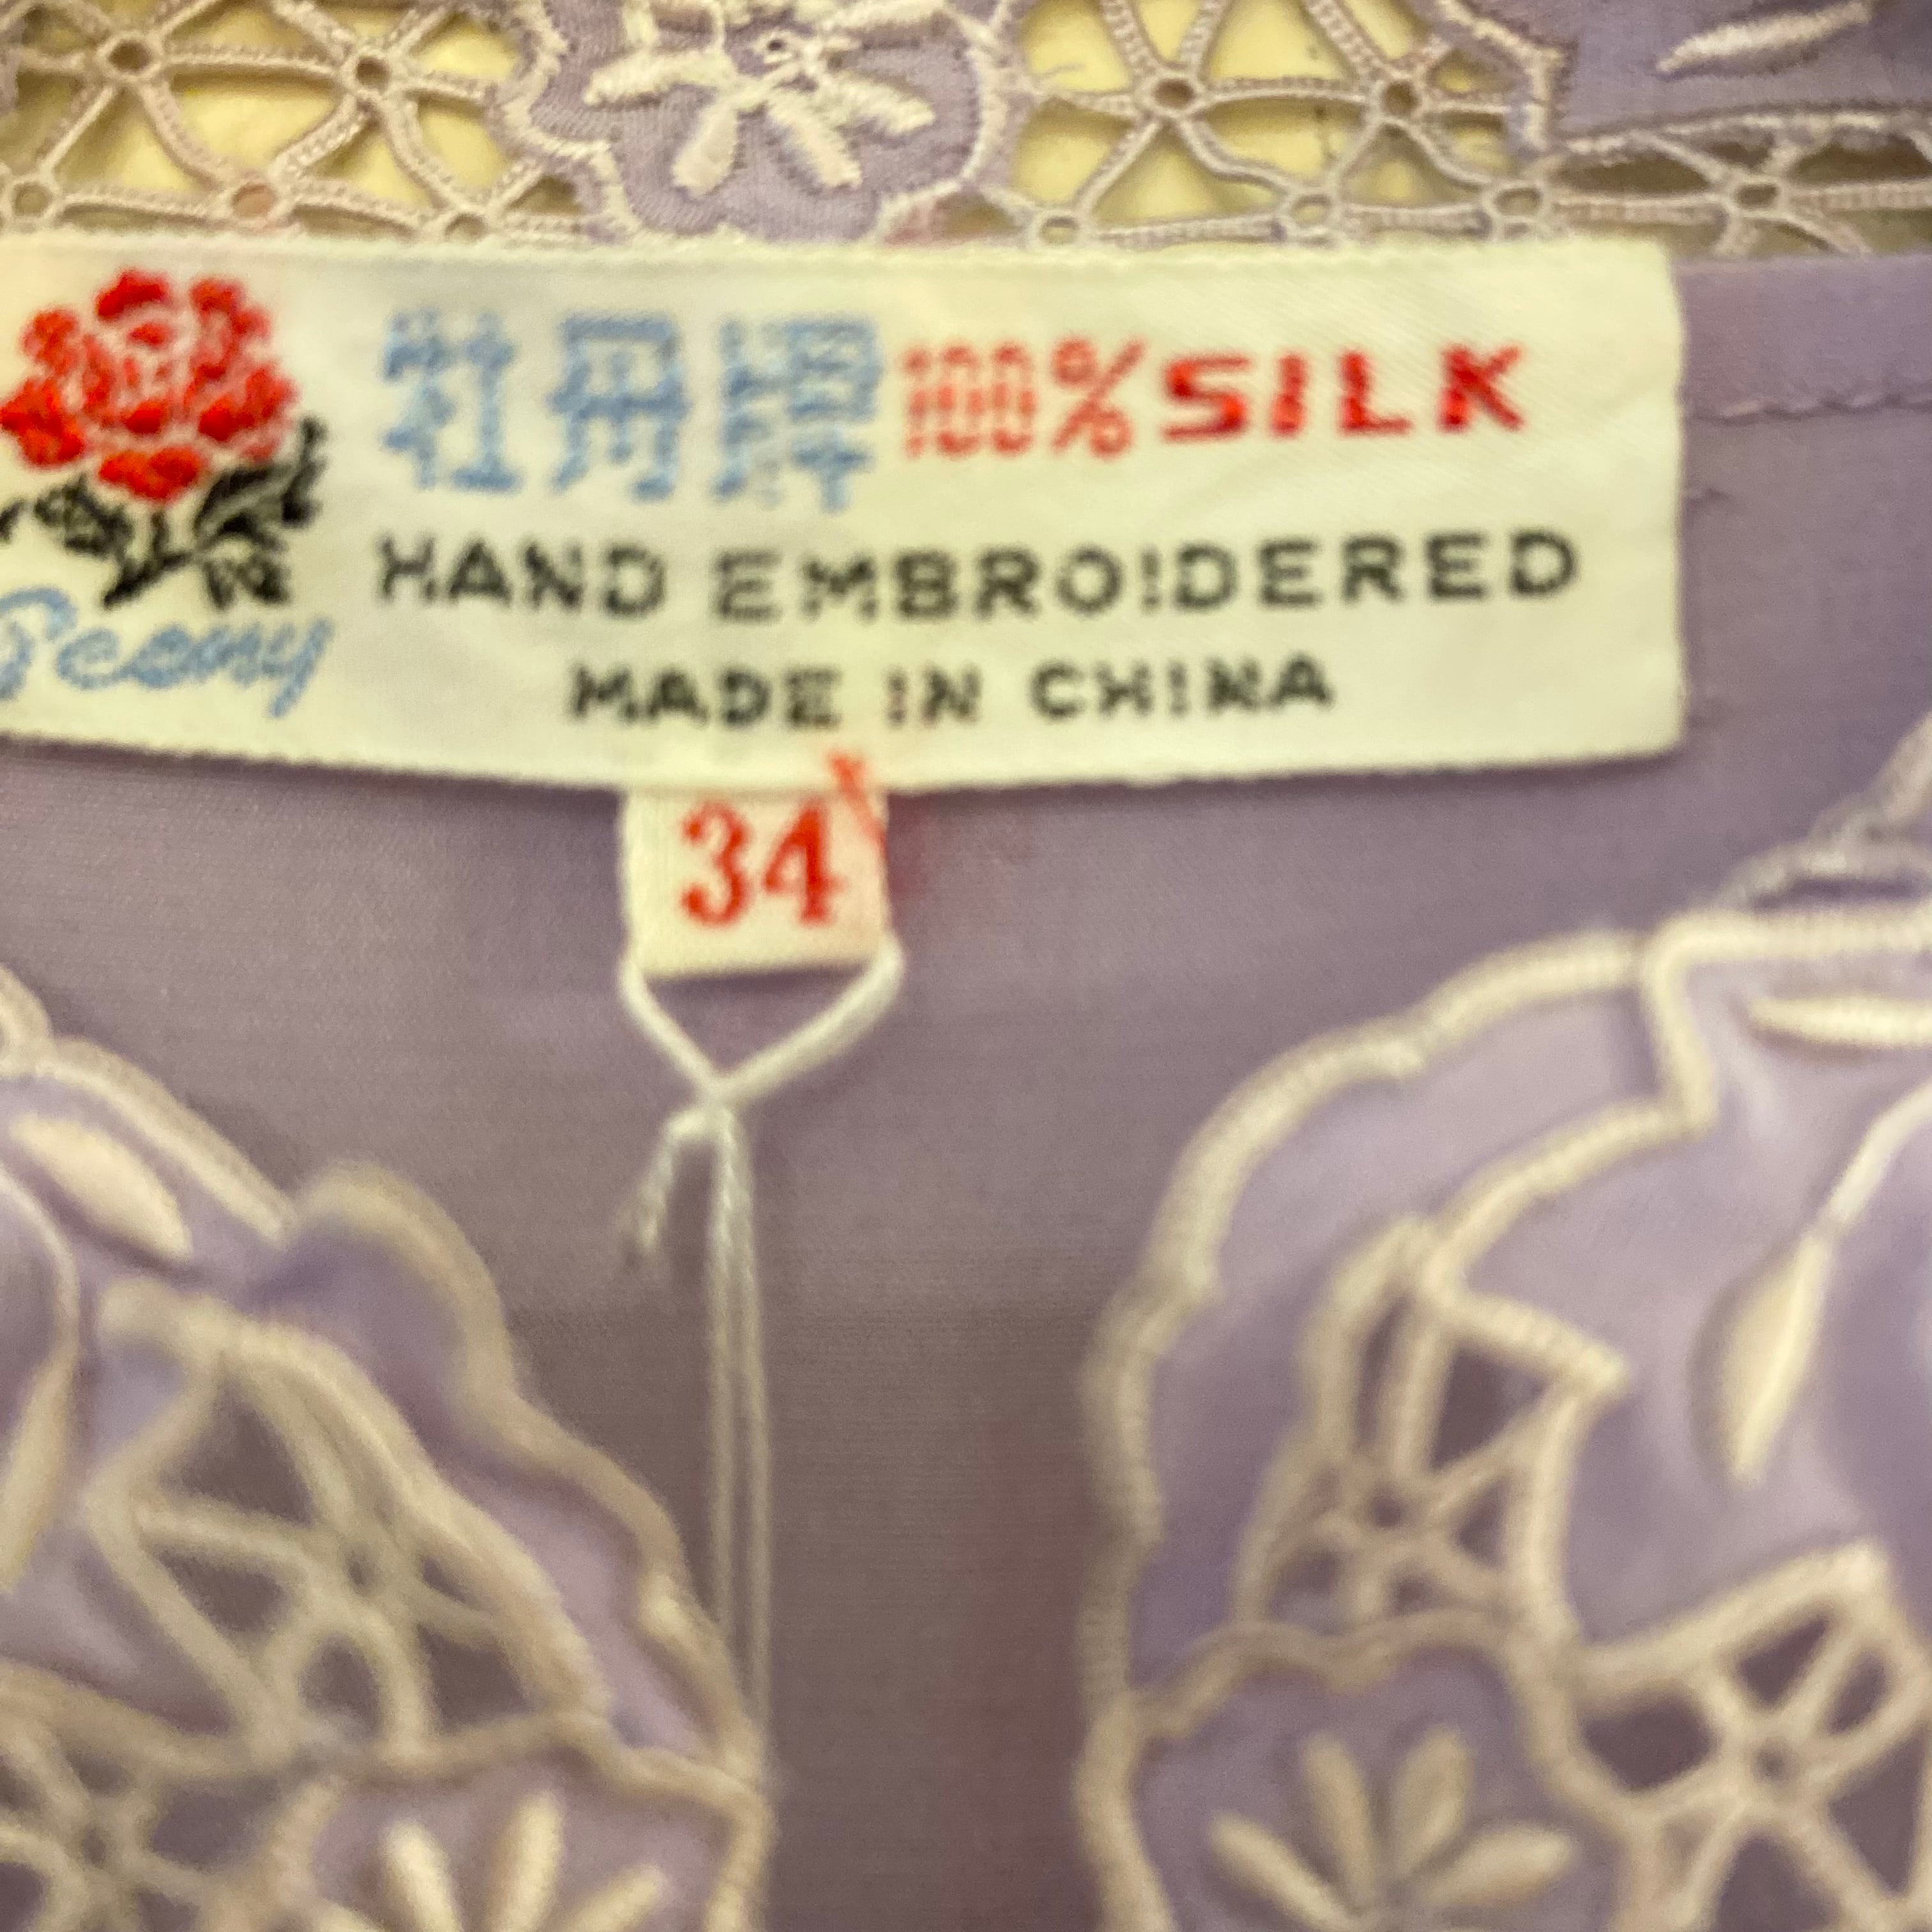 牡丹牌 100% SILK
HAND EMBROIDERED
Peony
MADE IN CHINA
34